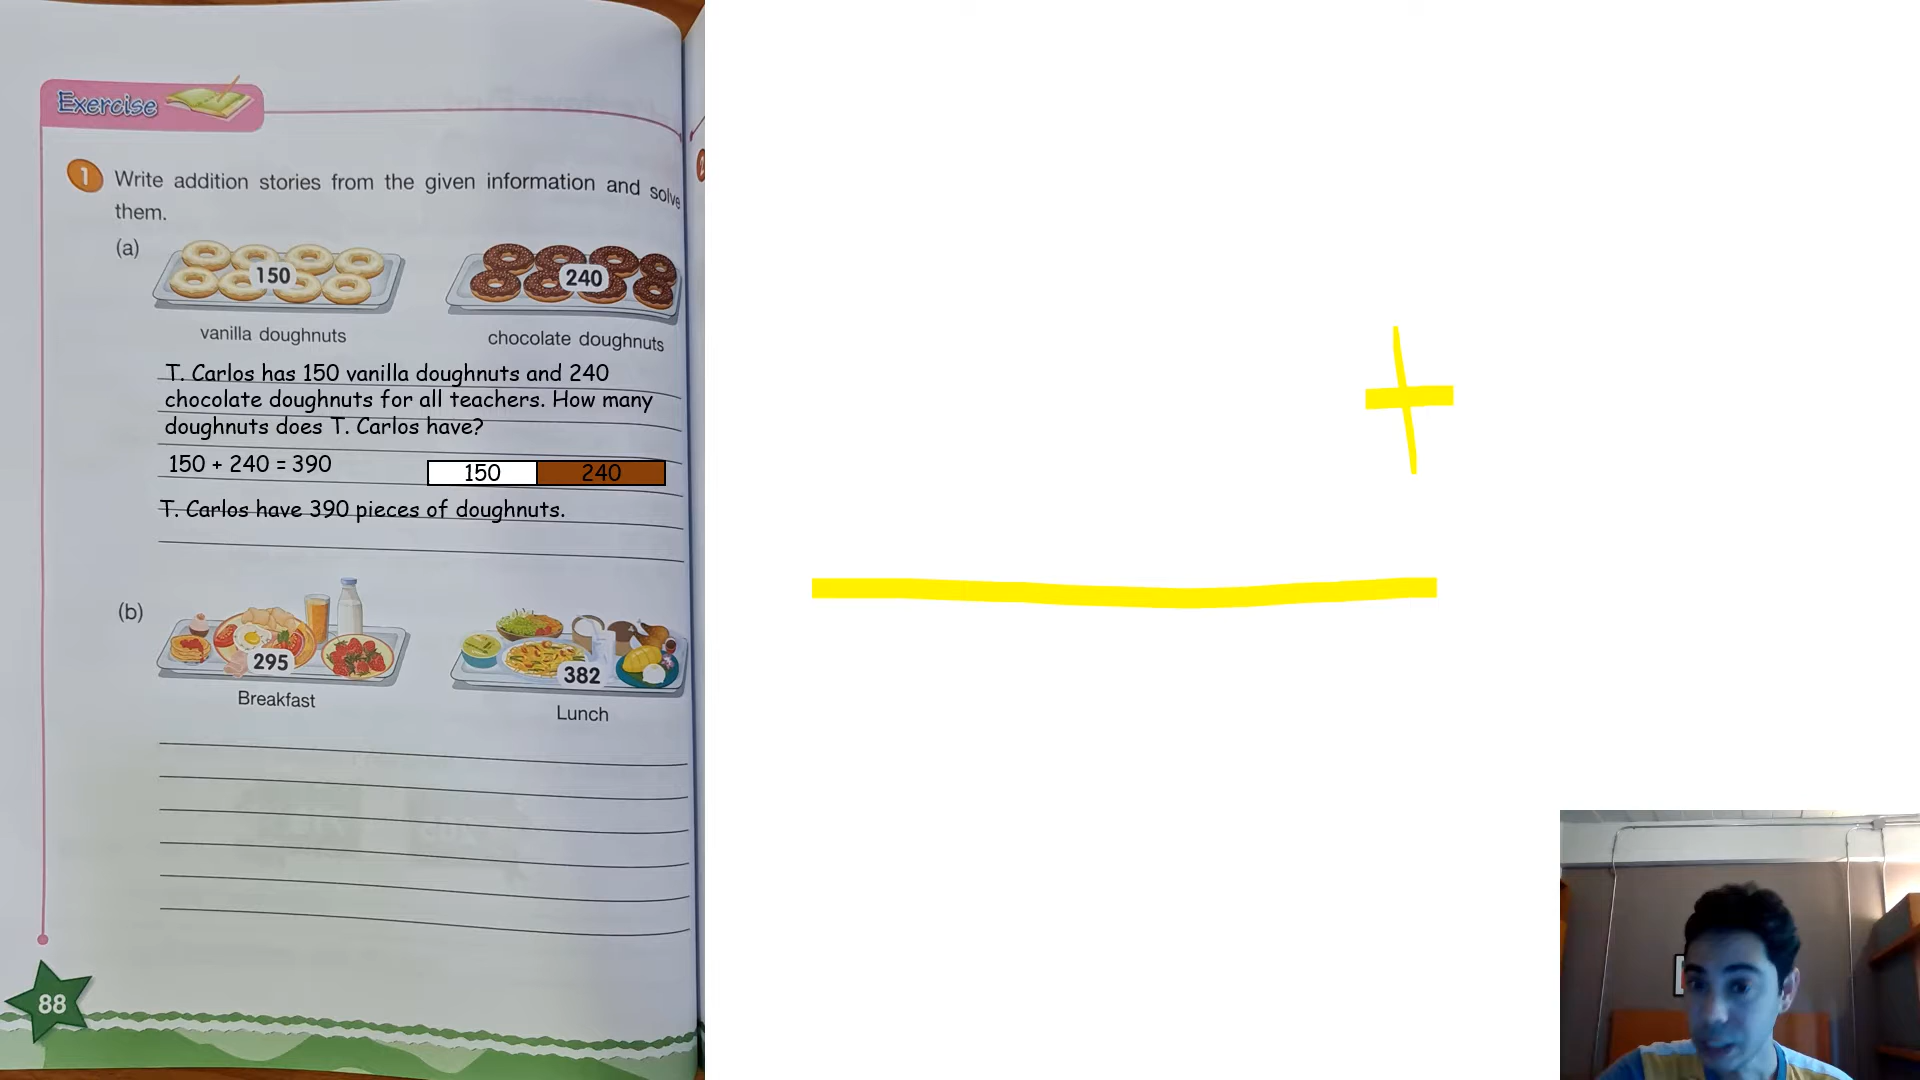 Exercise
1 Write addition stories from the given information and solve
them.
(a)
150
240
vanilla doughnuts
chocolate doughnuts
T. Carlos has 150 vanilla doughnuts and 240
chocolate doughnuts for all teachers. How many
doughnuts does T. Carlos have?
150 + 240 = 390
150 240
T. Carlos have 390 pieces of doughnuts.
(b)
295
382
Breakfast
Lunch
88
+